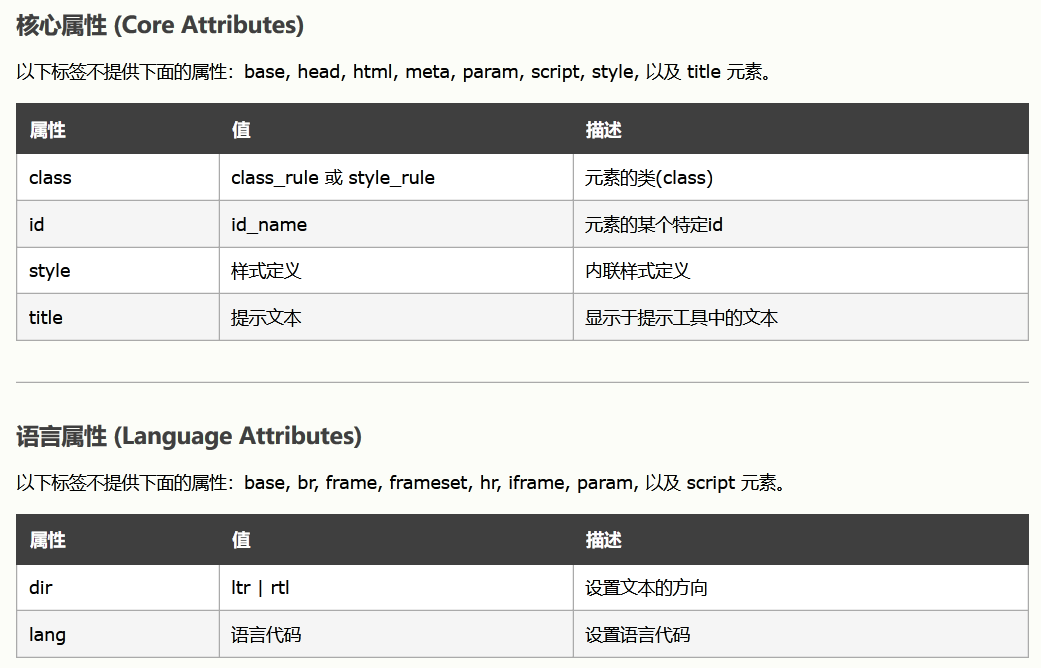 核心属性 (Core Attributes)
以下标签不提供下面的属性：base, head, html, meta, param, script, style, 以及 title 元素。
属性 值 描述
class class_rule 或 style_rule 元素的类(class)
id id_name 元素的某个特定id
style 样式定义 内联样式定义
title 提示文本 显示于提示工具中的文本
语言属性 (Language Attributes)
以下标签不提供下面的属性：base, br, frame, frameset, hr, iframe, param, 以及 script 元素。
属性 值 描述
dir ltr | rtl 设置文本的方向
lang 语言代码 设置语言代码